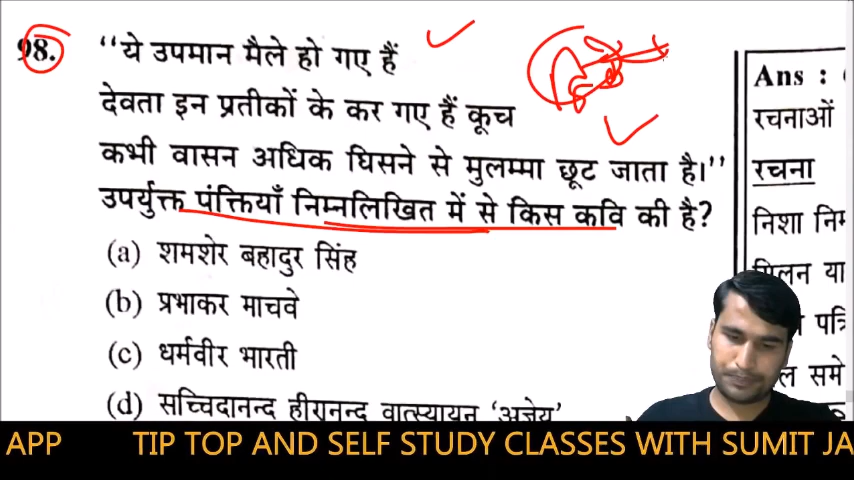 98. “ये उपमान मैले हो गए हैं
देवता इन प्रतीकों के कर गए हैं कूच
कभी वासन अधिक घिसने से मुलम्मा छूट जाता है।”
उपर्युक्त पंक्तियाँ निम्नलिखित में से किस कवि की है?
(a) शमशेर बहादुर सिंह
(b) प्रभाकर माचवे
(c) धर्मवीर भारती
(d) सच्चिदानन्द हीरानन्द वात्स्यायन ‘अज्ञेय’
Ans :
रचनाओं
रचना
निशा
मिलन
APP TIP TOP AND SELF STUDY CLASSES WITH SUMIT